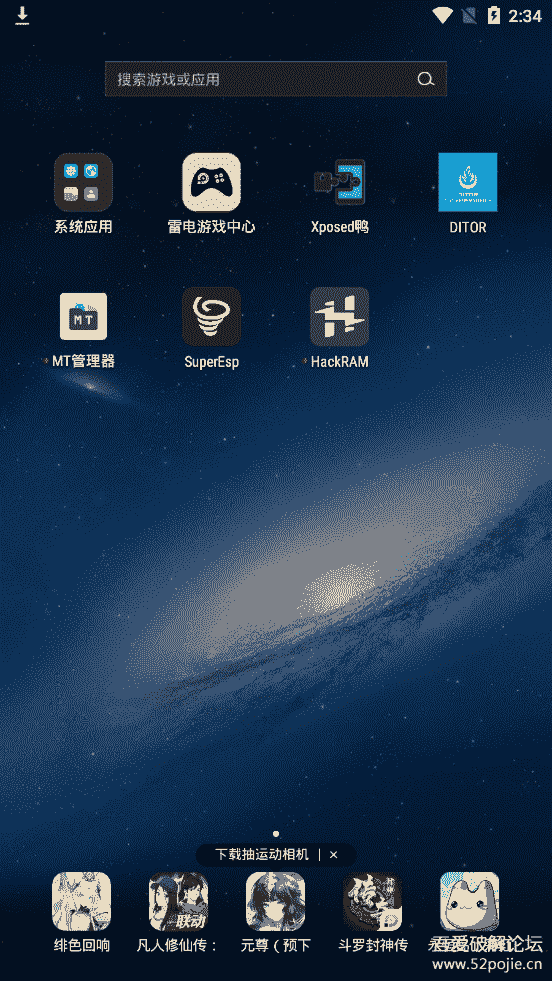 2:34
搜索游戏或应用
系统应用
雷电游戏中心
Xposed鸭
DITOR
MT
MT管理器
SuperEsp
HackRAM
下载抽运动相机 | ×
联动
绯色回响
凡人修仙传：
元尊（预下
斗罗封神传
吾爱破解论坛
www.52pojie.cn